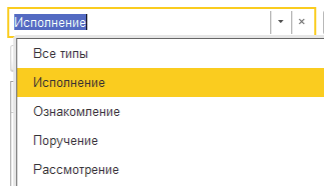 Исполнение
Все типы
Исполнение
Ознакомление
Поручение
Рассмотрение